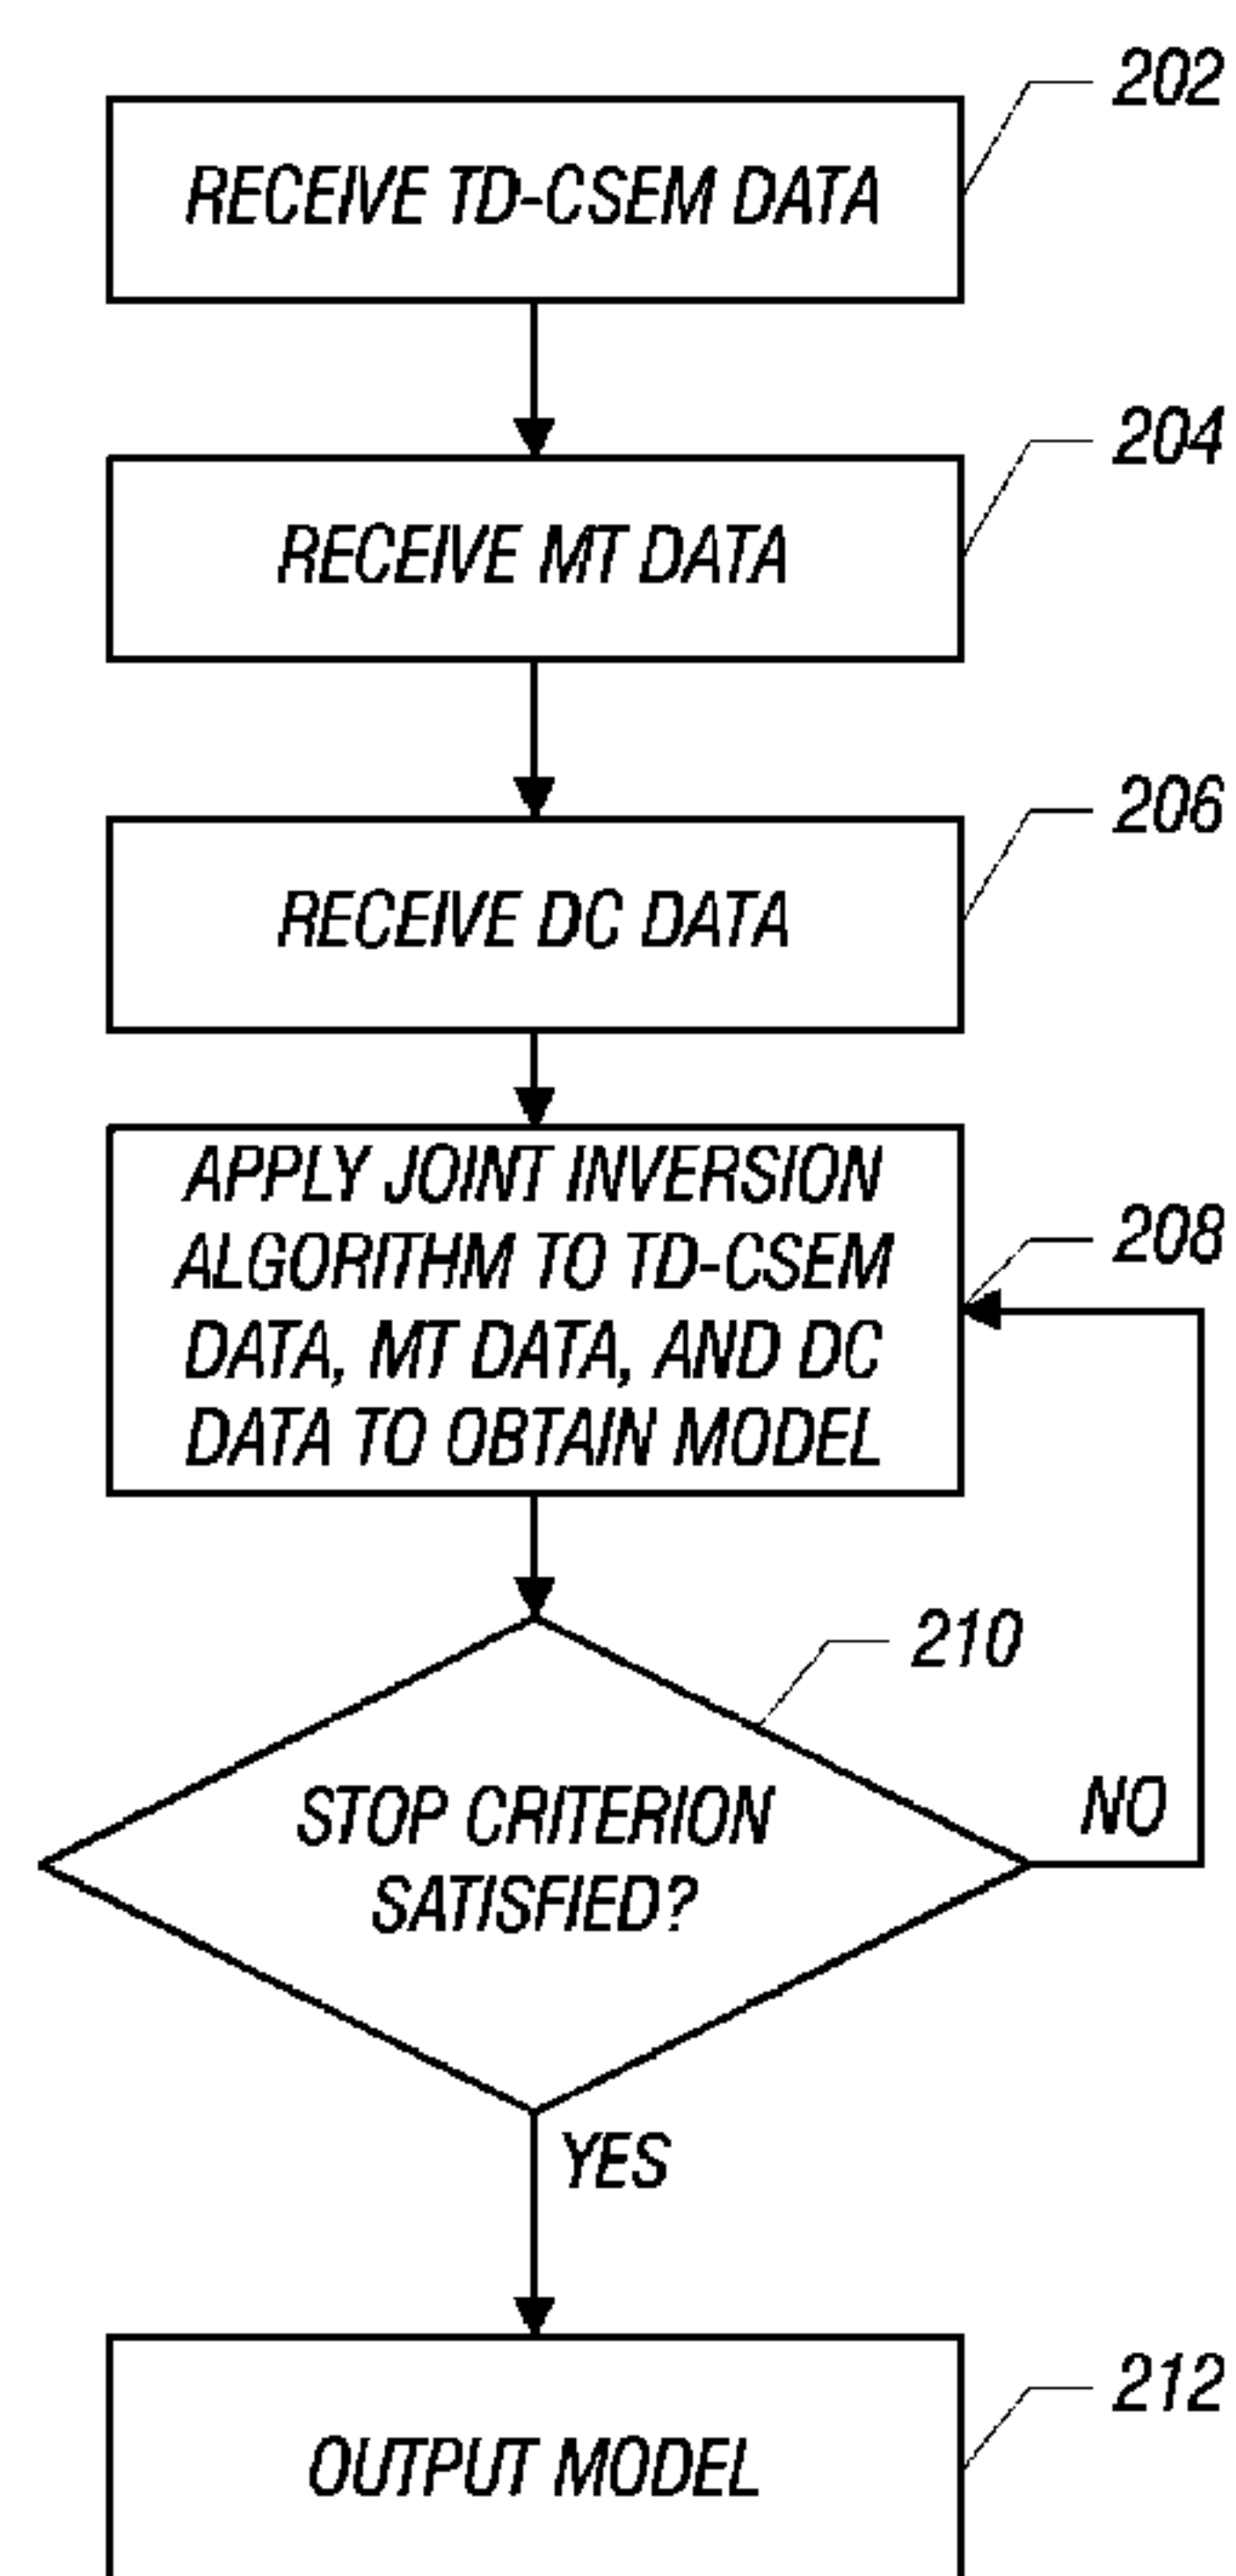 202
RECEIVE TD-CSEM DATA
204
RECEIVE MT DATA
206
RECEIVE DC DATA
APPLY JOINT INVERSION
ALGORITHM TO TD-CSEM
DATA, MT DATA, AND DC
DATA TO OBTAIN MODEL
208
210
STOP CRITERION
SATISFIED?
NO
YES
212
OUTPUT MODEL